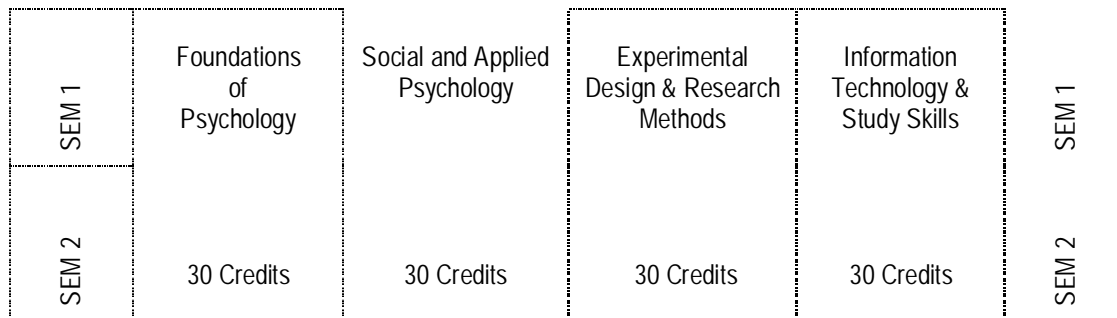 SEM 1
Foundations
of
Psychology
Social and Applied
Psychology
Experimental
Design & Research
Methods
Information
Technology &
Study Skills
SEM 1
SEM 2
30 Credits
30 Credits
30 Credits
30 Credits
SEM 2